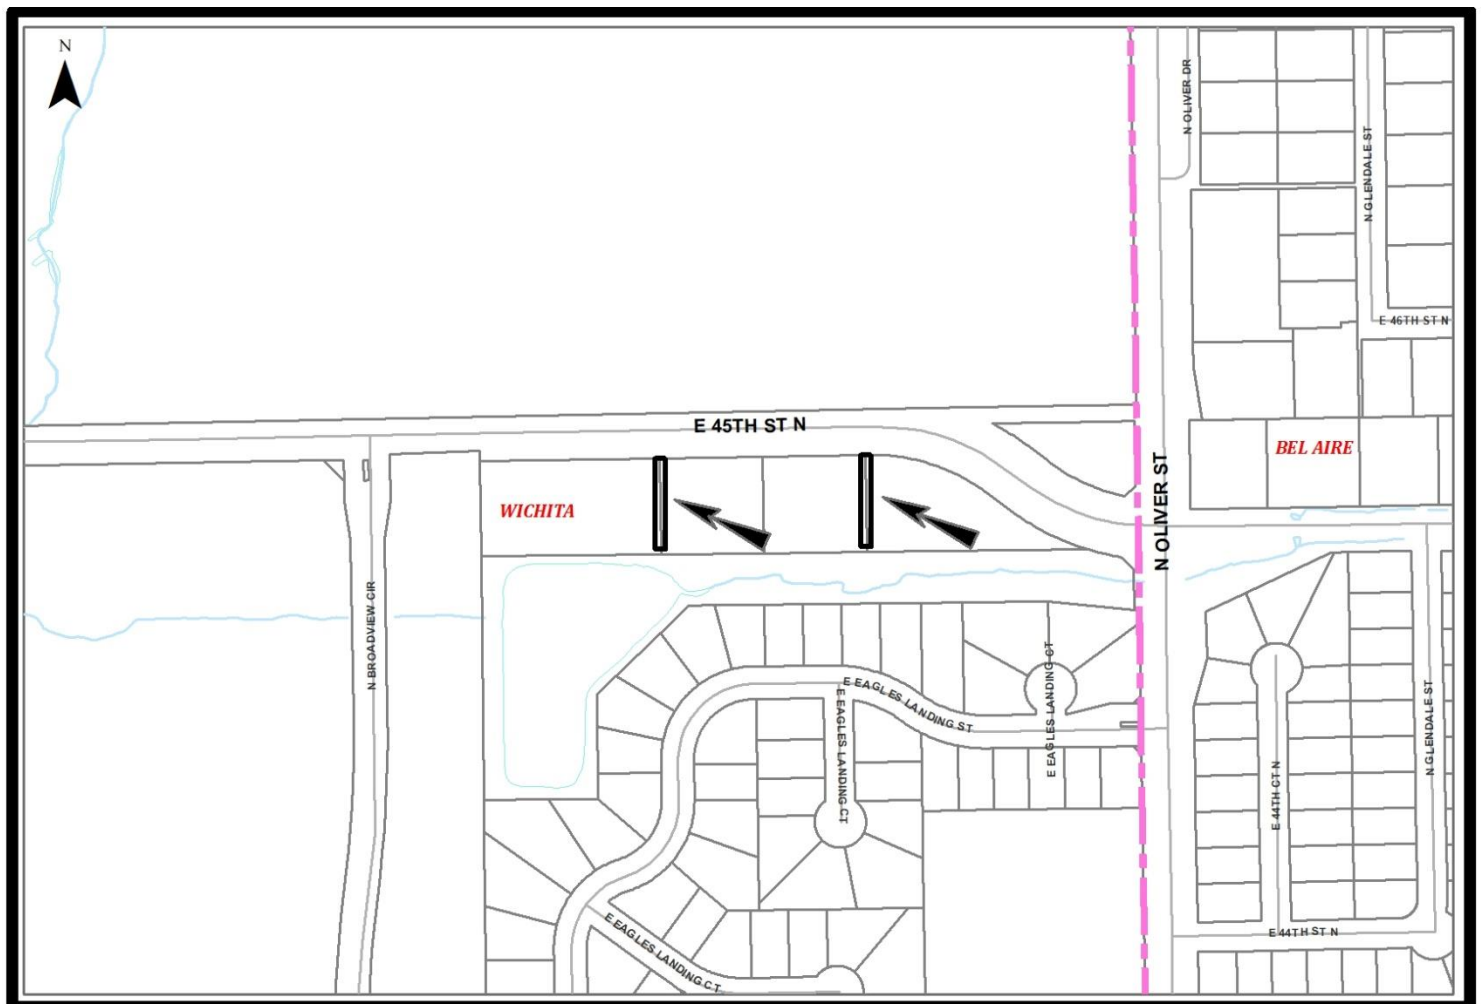 N
N OLIVER DR
N GLENDALE ST
E 46TH ST N
E 45TH ST N
BEL AIRE
WICHITA
N OLIVER ST
N BROADVIEW CIR
E EAGLES LANDING ST
E EAGLES LANDING CT
E EAGLES LANDING CT
N GLENDALE ST
E 44TH CT N
E EAGLES LANDING CT
E 44TH ST N